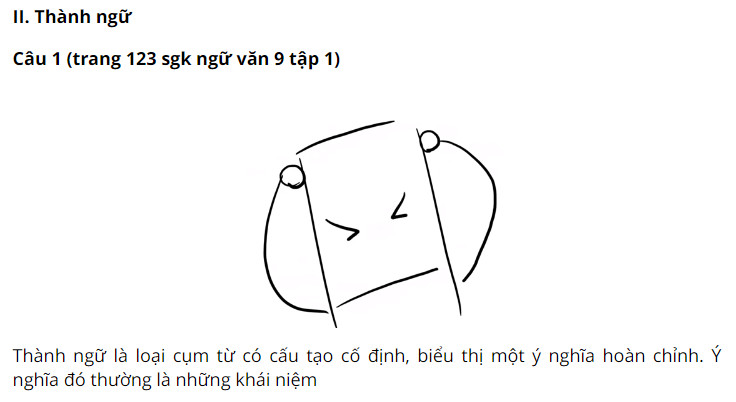 II. Thành ngữ
Câu 1 (trang 123 sgk ngữ văn 9 tập 1)
Thành ngữ là loại cụm từ có cấu tạo cố định, biểu thị một ý nghĩa hoàn chỉnh. Ý
nghĩa đó thường là những khái niệm